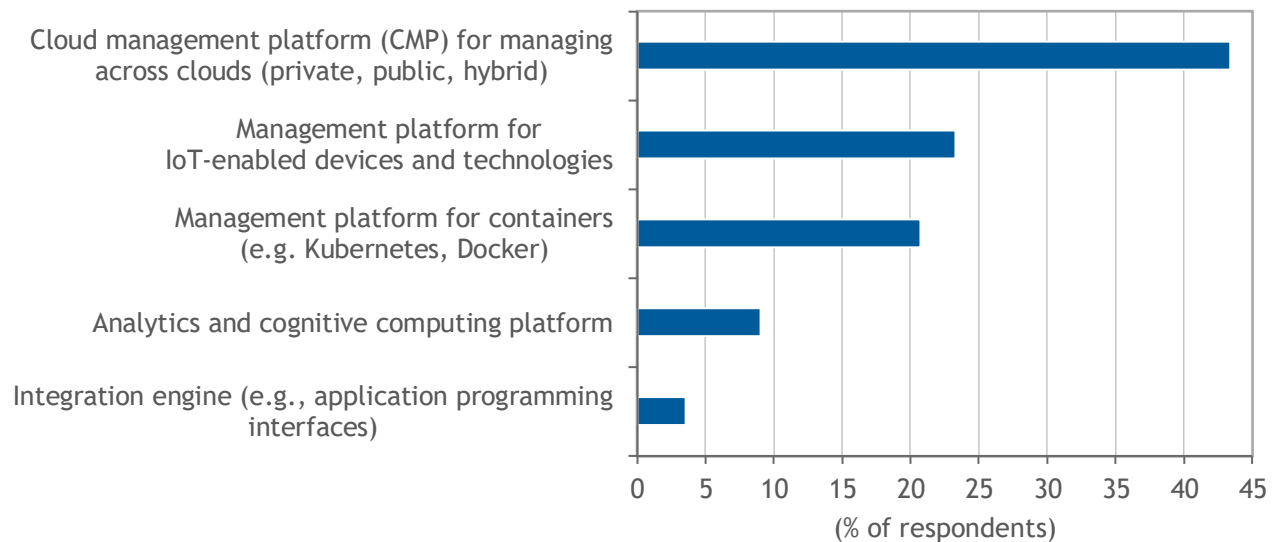 Cloud management platform (CMP) for managing
across clouds (private, public, hybrid)
Management platform for
IoT-enabled devices and technologies
Management platform for containers
(e.g. Kubernetes, Docker)
Analytics and cognitive computing platform
Integration engine (e.g., application programming
interfaces)
0 5 10 15 20 25 30 35 40 45
(% of respondents)